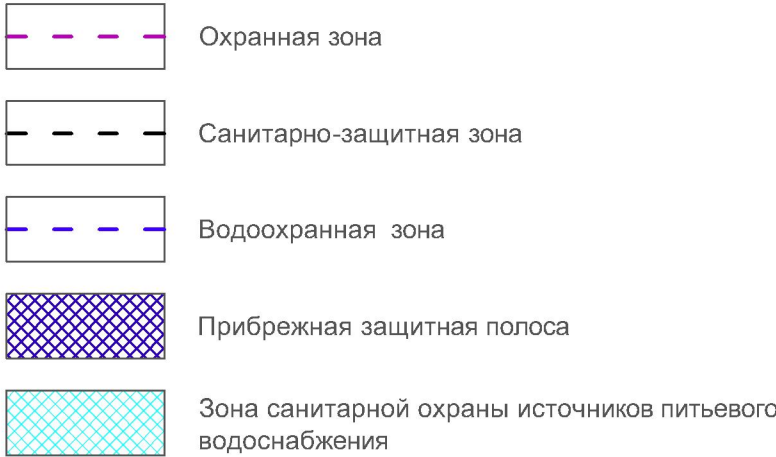 Охранная зона
Санитарно-защитная зона
Водоохранная зона
Прибрежная защитная полоса
Зона санитарной охраны источников питьевого
водоснабжения